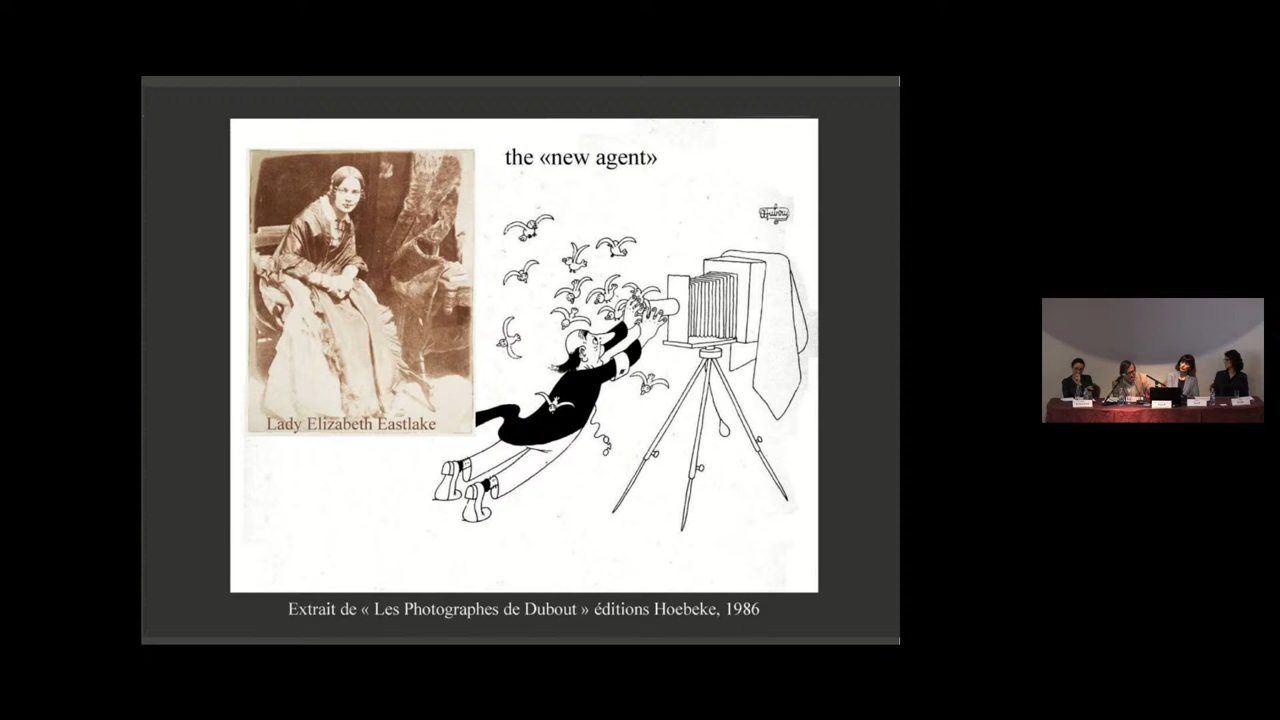 the «new agent»
Dubout
Lady Elizabeth Eastlake
Extrait de « Les Photographes de Dubout » éditions Hoebeke, 1986